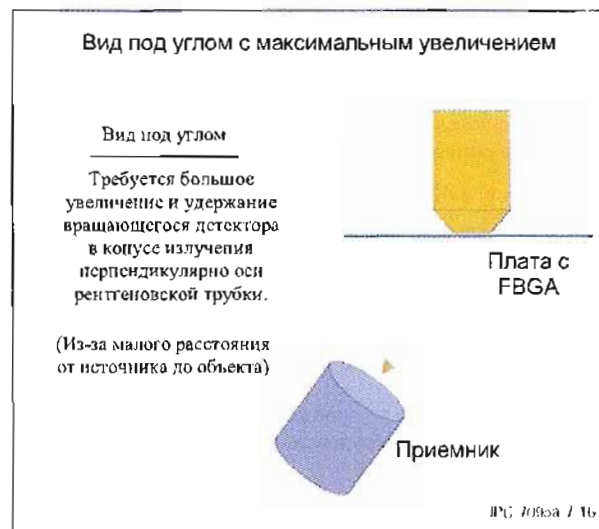 Вид под углом с максимальным увеличением
Вид под углом
Требуется большое
увеличение и удержание
вращающегося детектора
в конусе излучения
перпендикулярно оси
рентгеновской трубки.
(Из-за малого расстояния
от источника до объекта)
Плата с
FBGA
Приемник